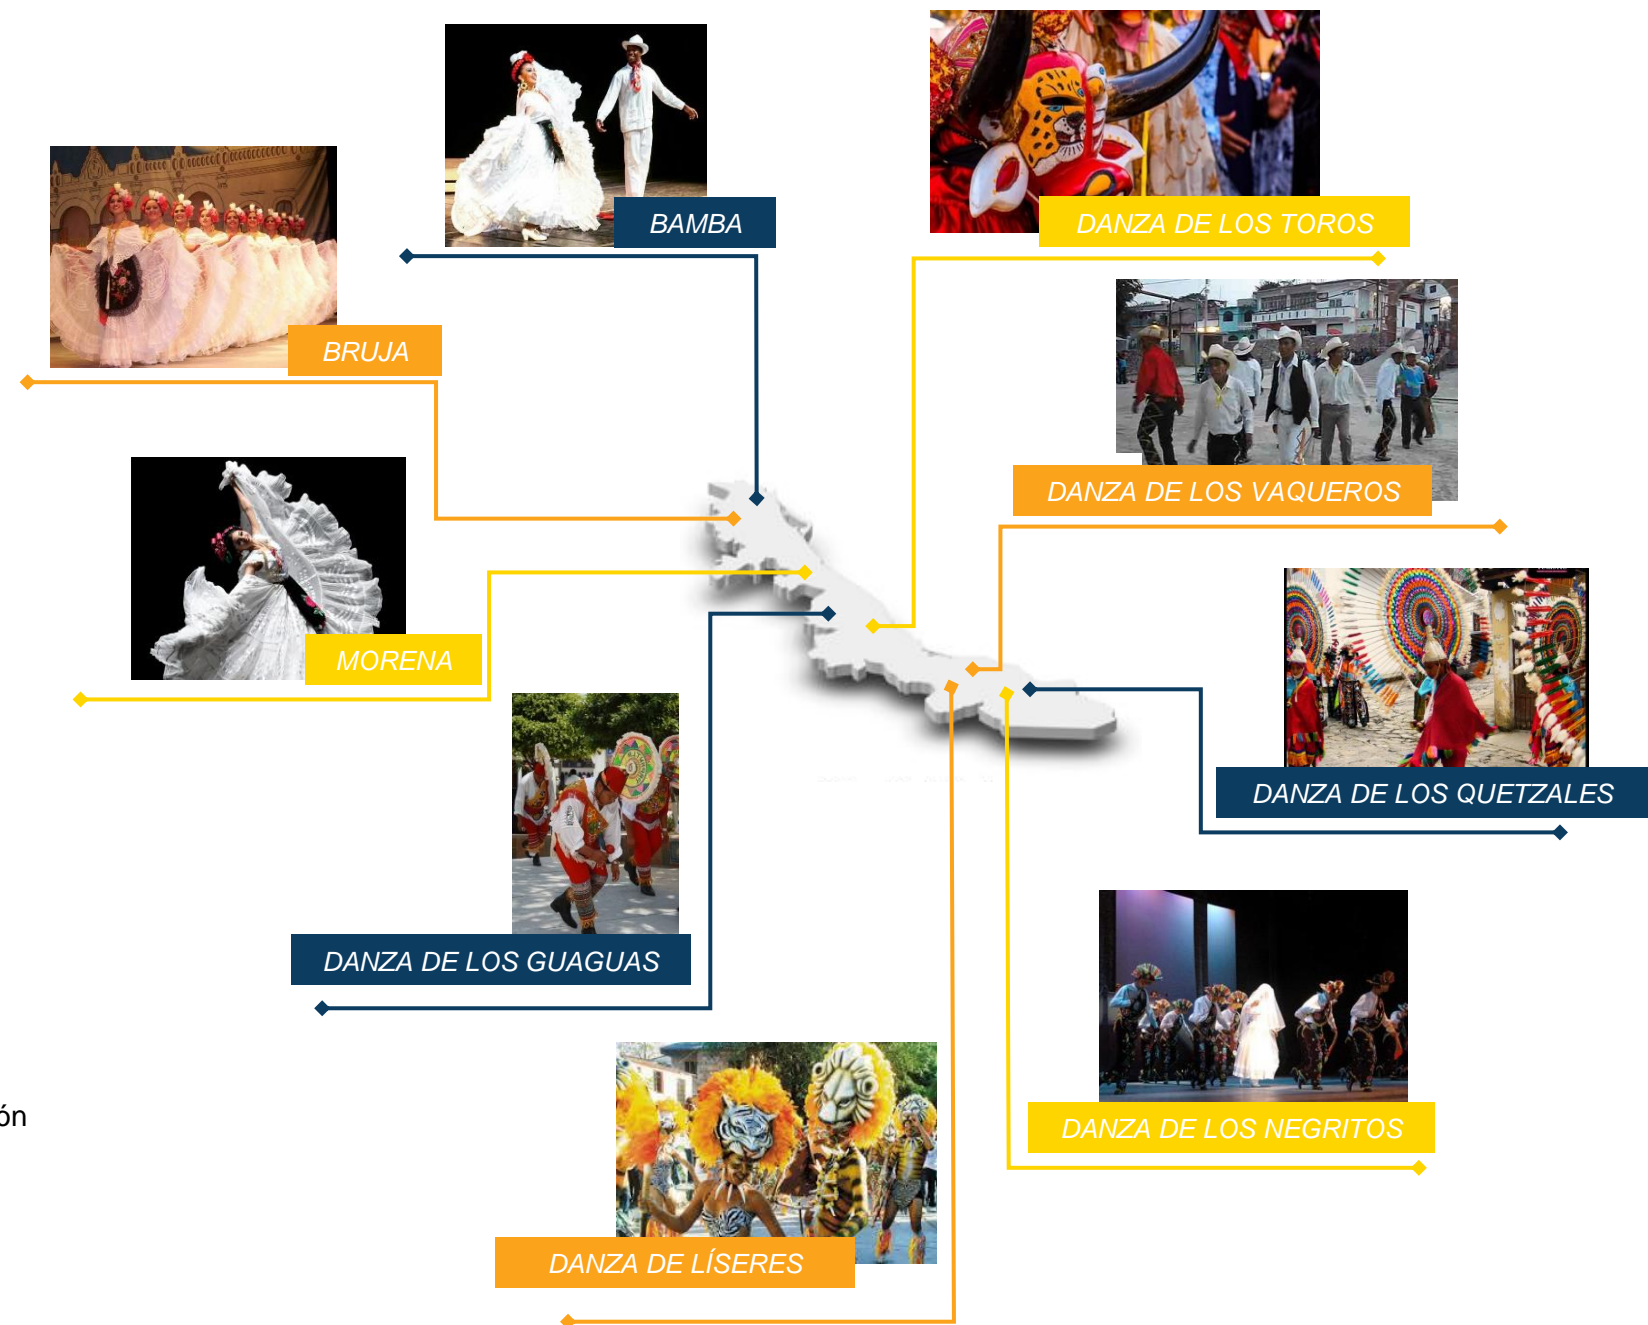 BAMBA
DANZA DE LOS TOROS
BRUJA
DANZA DE LOS VAQUEROS
MORENA
DANZA DE LOS QUETZALES
DANZA DE LOS GUAGUAS
ón
DANZA DE LOS NEGRITOS
DANZA DE LÍSERES